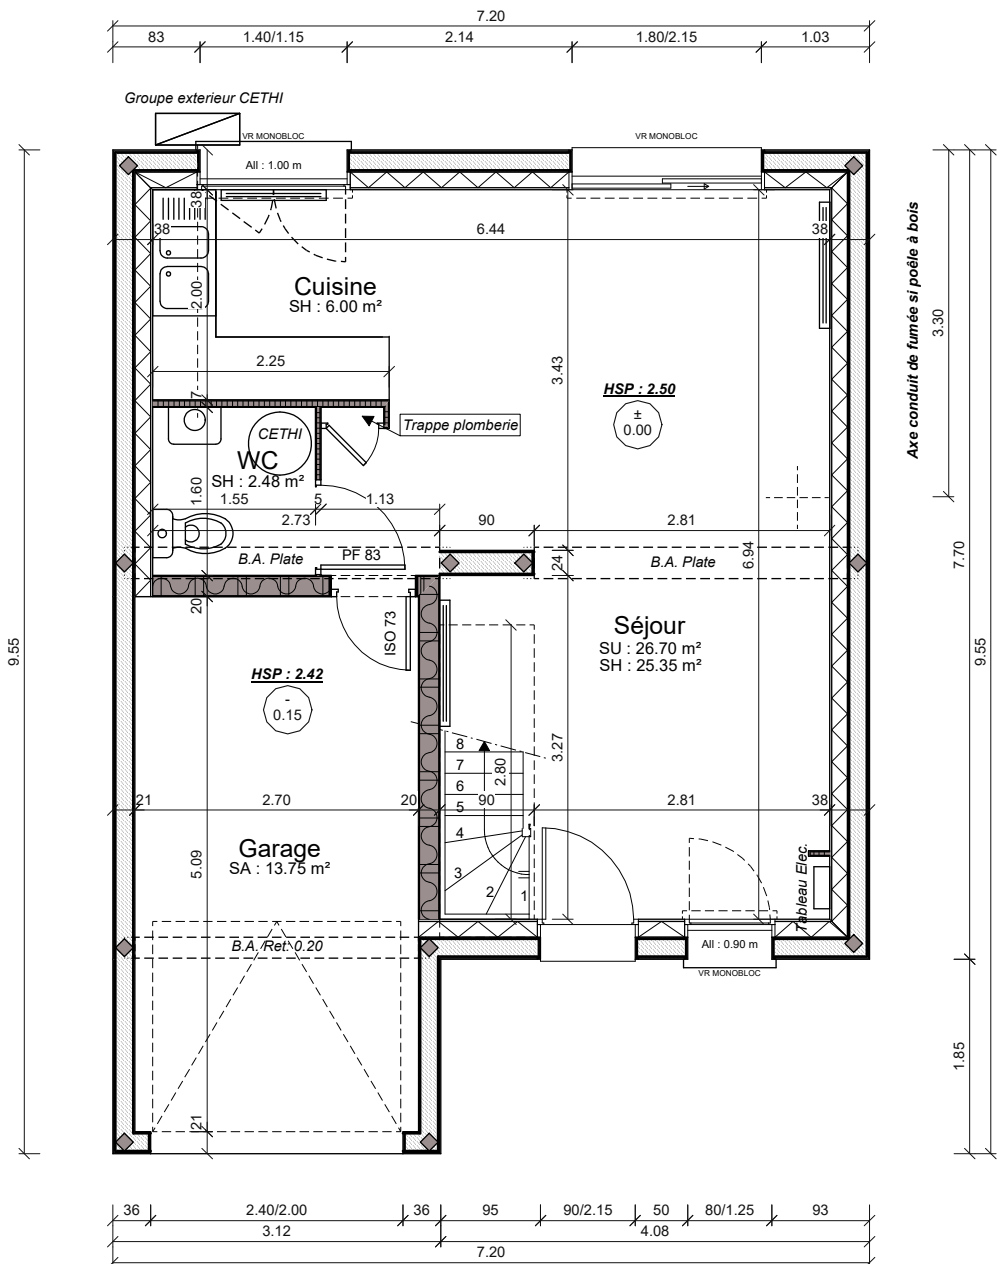 7.20
83
1.40/1.15
2.14
1.80/2.15
1.03
Groupe exterieur CETHI
VR MONOBLOC
VR MONOBLOC
All : 1.00 m
38
38
6.44
38
Axe conduit de fumée si poêle à bois
3.30
Cuisine
SH : 6.00 m²
2.00
2.25
3.43
HSP : 2.50
±
0.00
7
Trappe plomberie
CETHI
WC
SH : 2.48 m²
1.60
1.55
5
1.13
2.73
90
2.81
B.A. Plate
PF 83
24
B.A. Plate
6.94
7.70
20
ISO 73
Séjour
SU : 26.70 m²
SH : 25.35 m²
9.55
9.55
HSP : 2.42
-
0.15
8
7
6
5
4
3
2
1
2.80
3.27
21
2.70
20
90
2.81
38
Garage
SA : 13.75 m²
5.09
Tableau Elec.
B.A. Ret. 0.20
All : 0.90 m
VR MONOBLOC
1.85
21
36
2.40/2.00
36
95
90/2.15
50
80/1.25
93
3.12
4.08
7.20